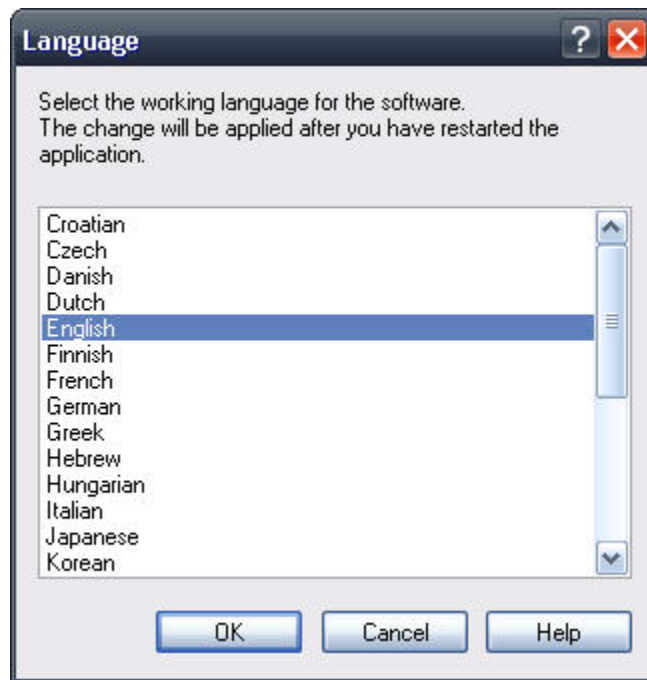 Language
Select the working language for the software.
The change will be applied after you have restarted the
application.
Croatian
Czech
Danish
Dutch
English
Finnish
French
German
Greek
Hebrew
Hungarian
Italian
Japanese
Korean
OK Cancel Help